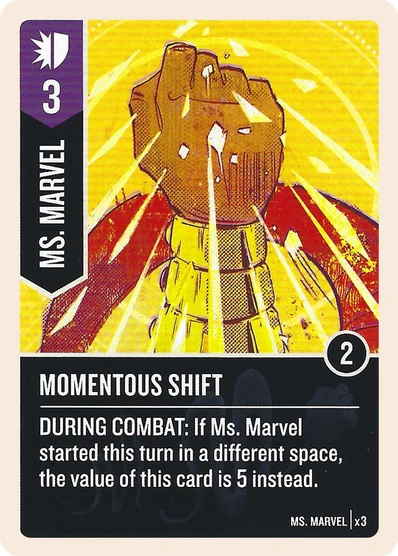 3
MS. MARVEL
2
MOMENTOUS SHIFT
DURING COMBAT: If Ms. Marvel
started this turn in a different space,
the value of this card is 5 instead.
MS. MARVEL | x3